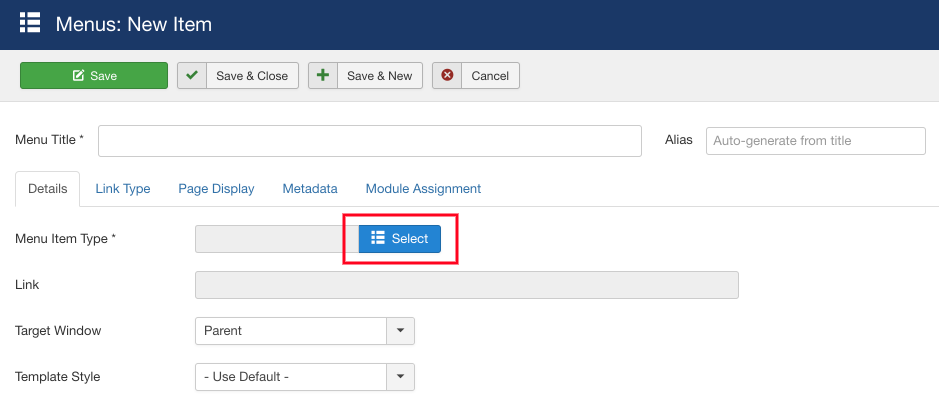 Menus: New Item
Save Save & Close Save & New Cancel
Menu Title * Alias Auto-generate from title
Details Link Type Page Display Metadata Module Assignment
Menu Item Type * Select
Link
Target Window Parent
Template Style - Use Default -